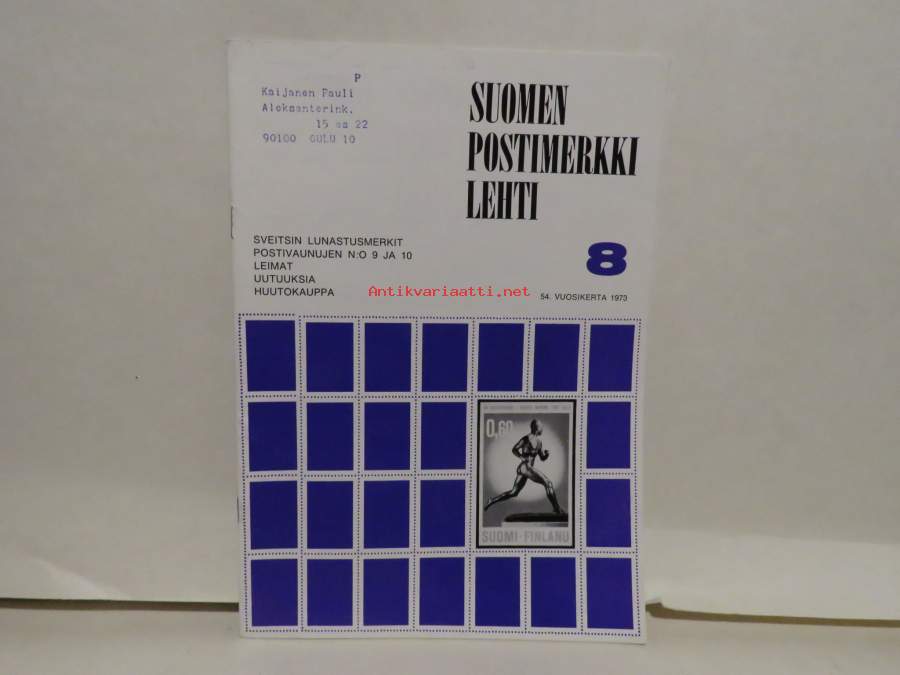 P
Kaijanen Pauli
Aleksanterink.
15 as 22
90100 OULU 10
SUOMEN
POSTIMERKKI
LEHTI
SVEITSIN LUNASTUSMERKIT
POSTIVAUNUJEN N:O 9 JA 10
LEIMAT
UUTUUKSIA
HUUTOKAUPPA
8
Antikvariaatti.net
54. VUOSIKERTA 1973
0,60
SUOMI-FINLAND